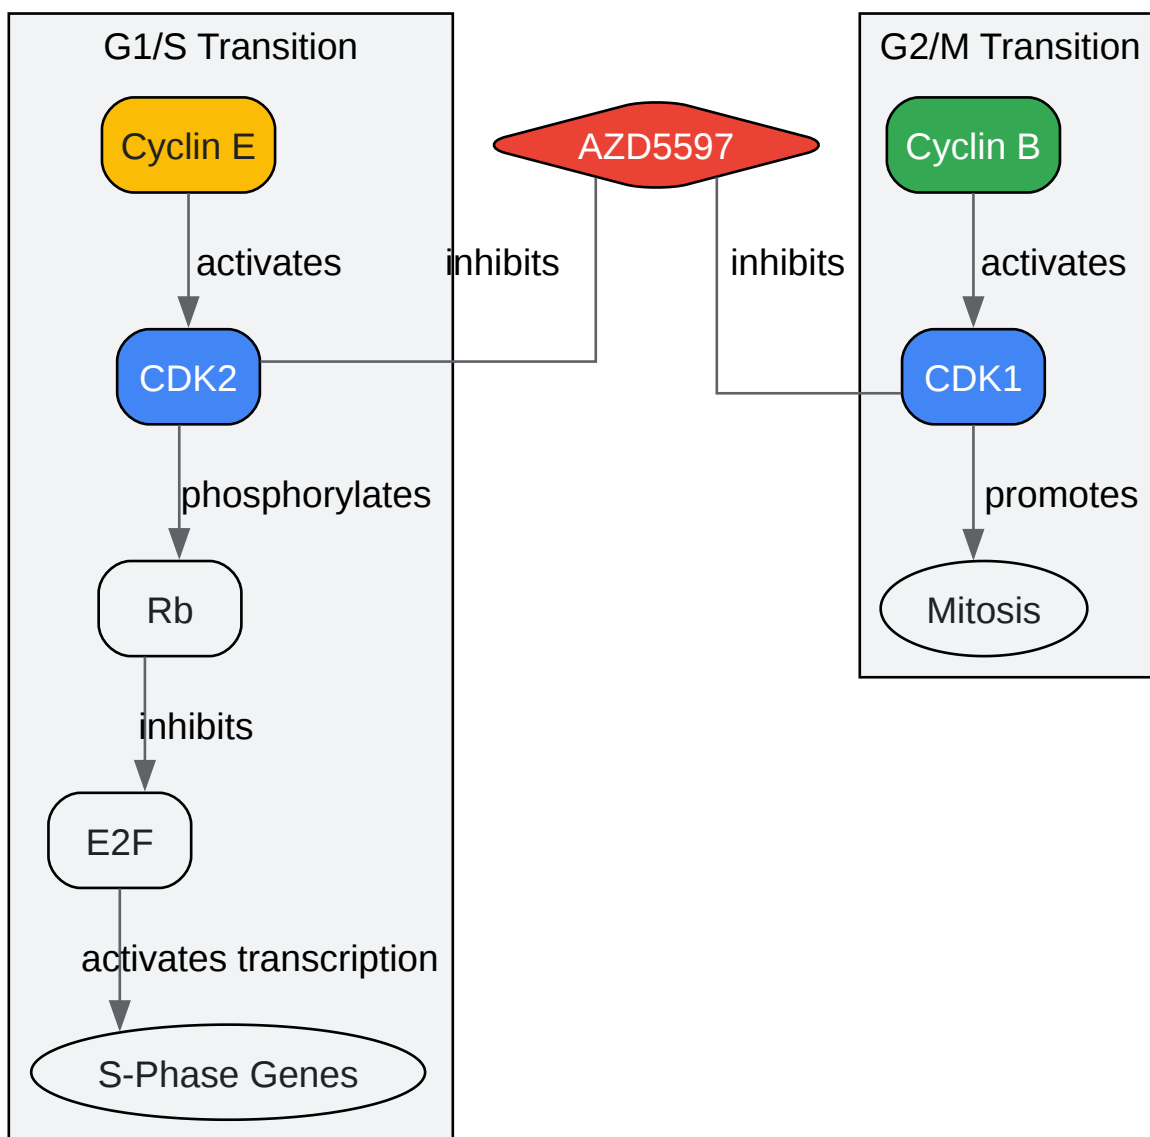 G1/S Transition
G2/M Transition
Cyclin E
AZD5597
Cyclin B
activates
inhibits
inhibits
activates
CDK2
CDK1
phosphorylates
promotes
Rb
Mitosis
inhibits
E2F
activates transcription
S-Phase Genes